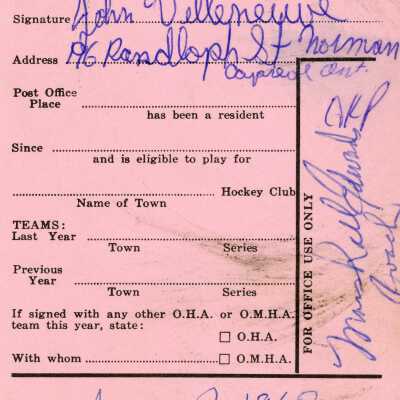 Signature John Villeneuve
Address 96 Randloph St Norman
Capreol Ont.
Post Office
Place
has been a resident
Since
and is eligible to play for
Hockey Club
Name of Town
TEAMS:
Last Year
Town Series
Previous
Year
Town Series
If signed with any other O.H.A. or O.M.H.A.
team this year, state:
☐ O.H.A.
With whom ☐ O.M.H.A.
FOR OFFICE USE ONLY
Coach